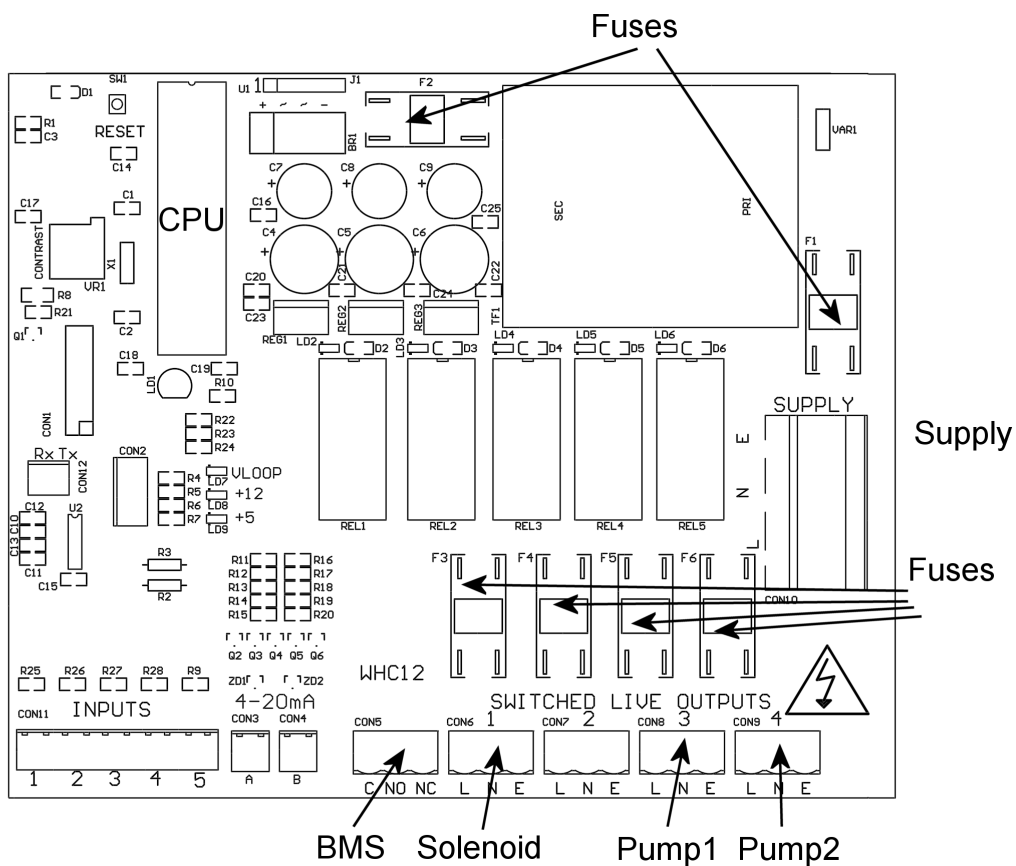 Fuses
SW1
D1
RESET
C14
R1
C3
U1 1
J1
+ ~ ~ -
BR1
F2
VAR1
C17
C1
CPU
C7
C8
C9
+
+
+
C16
C25
SEC
PRI
CONTRAST
X1
VR1
C4
C5
C6
+
+
+
F1
R8
R21
Q1
C2
C20
C23
C21
C24
C22
REG1
REG2
REG3
TF1
LD2
D2
LD3
D3
LD4
D4
LD5
D5
LD6
D6
C18
LD1
C19
R10
CON1
R22
R23
R24
SUPPLY
Supply
E
N
L
Rx Tx
CON12
CON2
R4
R5
R6
R7
VLOOP
LD7
+12
LD8
+5
LD9
REL1
REL2
REL3
REL4
REL5
C12
C10
C13
C11
U2
C15
R3
R2
R11
R12
R13
R14
R15
R16
R17
R18
R19
R20
F3
F4
F5
F6
Fuses
CON10
Q2
Q3
Q4
Q5
Q6
ZD1
ZD2
WHC12
R25
R26
R27
R28
R9
4-20mA
SWITCHED LIVE OUTPUTS
CON11
INPUTS
CON3
CON4
CON5
CON6
1
CON7
2
CON8
3
CON9
4
1 2 3 4 5
A
B
C NO NC
L N E
L N E
L N E
L N E
BMS
Solenoid
Pump1
Pump2